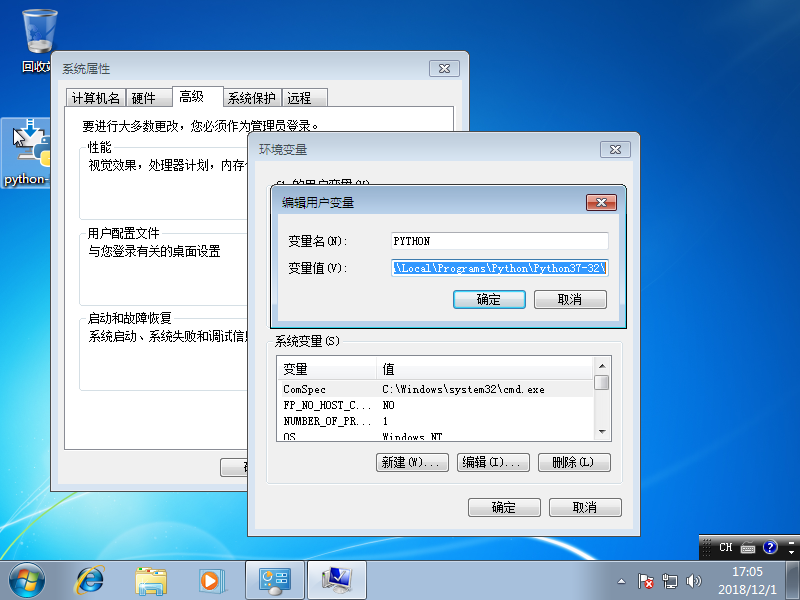 系统属性
计算机名 硬件 高级 系统保护 远程
要进行大多数更改，您必须作为管理员登录。
性能
视觉效果，处理器计划，内存
用户配置文件
与您登录有关的桌面设置
启动和故障恢复
系统启动、系统失败和调试信
环境变量
的用户变量(U)
编辑用户变量
变量名(N): PYTHON
变量值(V): \Local\Programs\Python\Python37-32\
确定 取消
系统变量(S)
变量 值
ComSpec C:\Windows\system32\cmd.exe
FP_NO_HOST_C... NO
NUMBER_OF_PR... 1
OS Windows_NT
新建(W)... 编辑(I)... 删除(L)
确定 取消
回收
python-
CH
17:05
2018/12/1